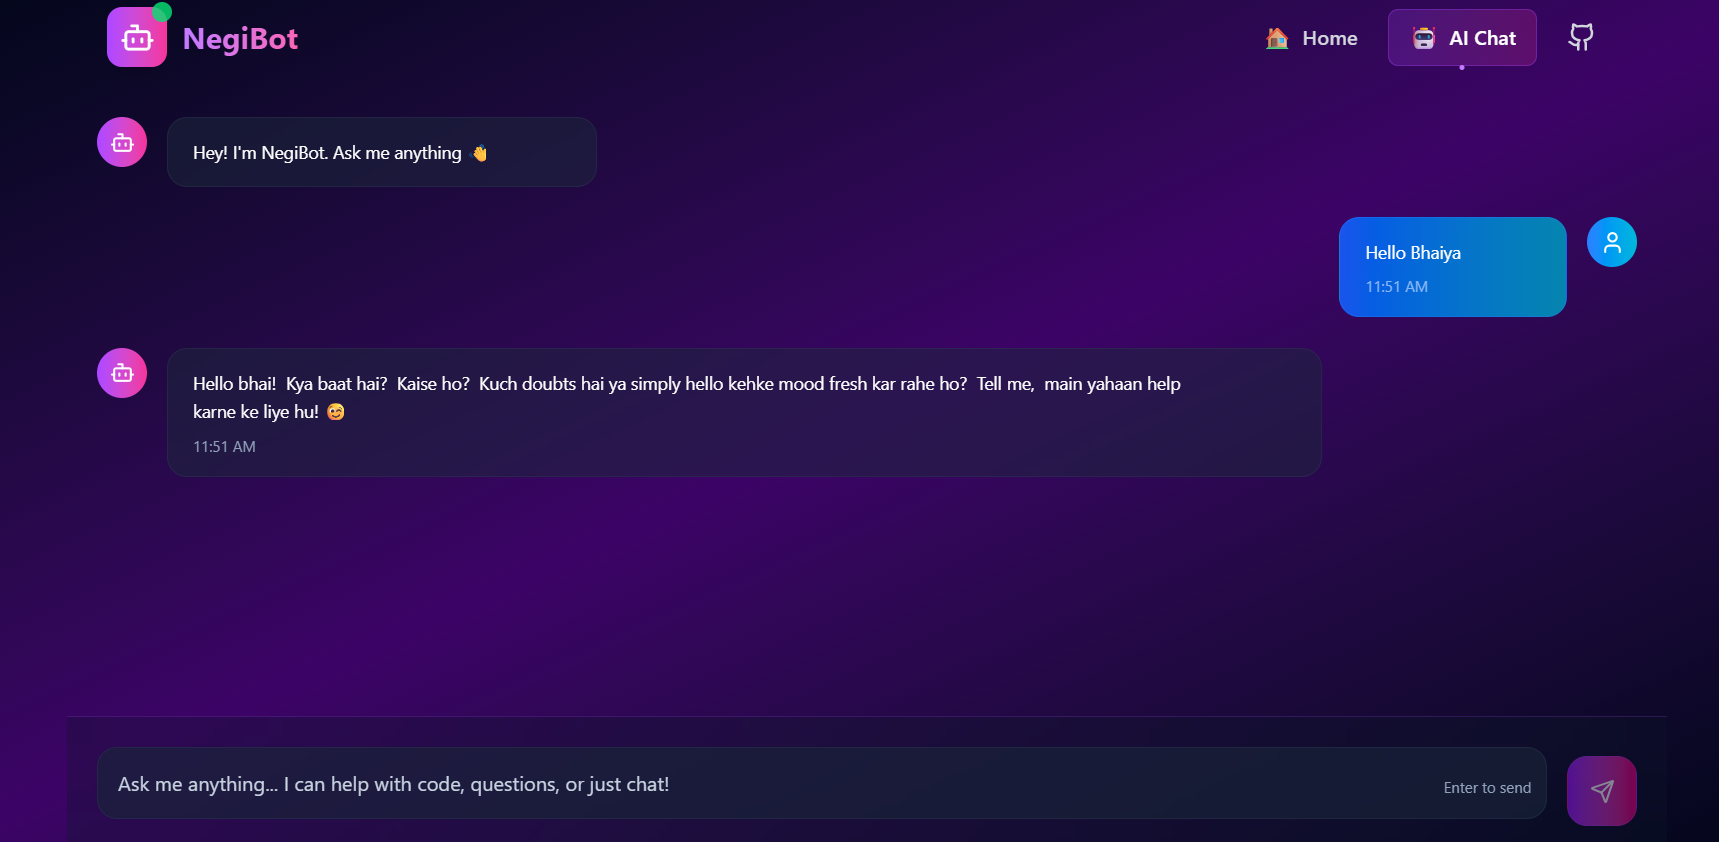 NegiBot
🏠 Home
🤖 AI Chat
Hey! I'm NegiBot. Ask me anything 👋
Hello Bhaiya
11:51 AM
Hello bhai!  Kya baat hai?  Kaise ho?  Kuch doubts hai ya simply hello kehke mood fresh kar rahe ho?  Tell me,  main yahaan help
karne ke liye hu! 😄
11:51 AM
Ask me anything... I can help with code, questions, or just chat!
Enter to send